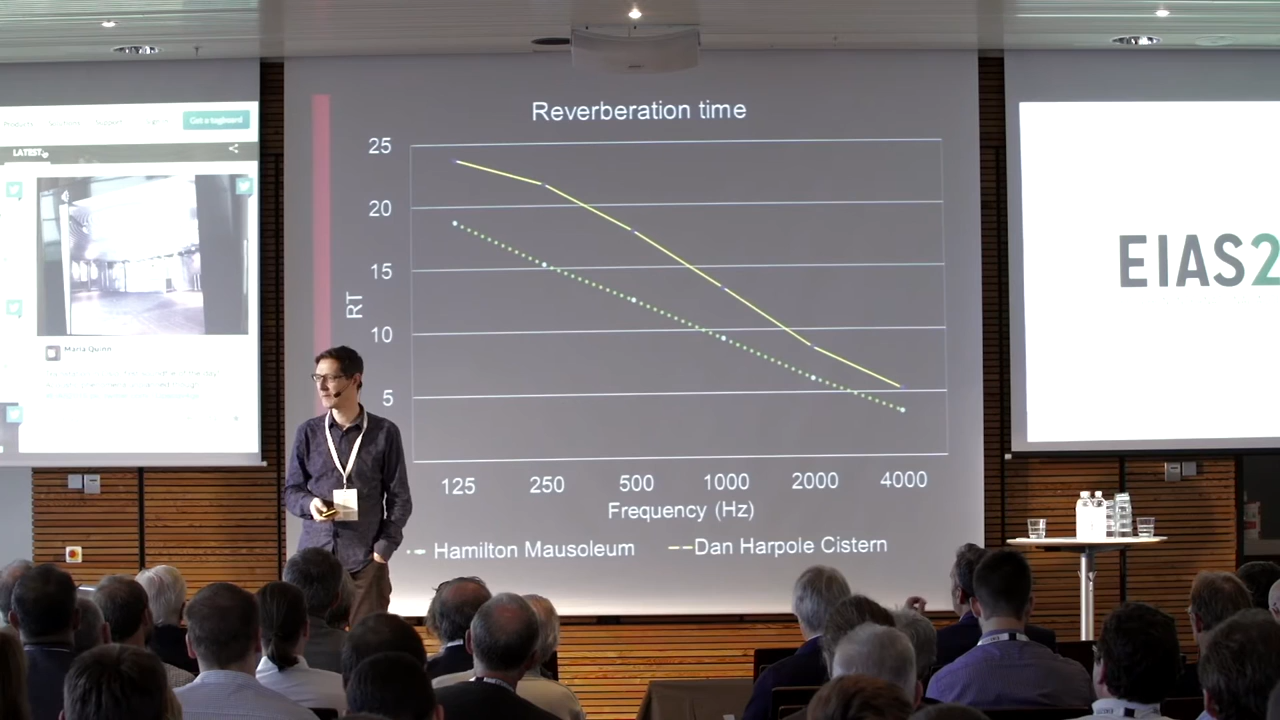 Get a tagboard
LATEST
Maria Quinn
Reverberation time
25
20
15
10
5
RT
125 250 500 1000 2000 4000
Frequency (Hz)
Hamilton Mausoleum Dan Harpole Cistern
EIAS2